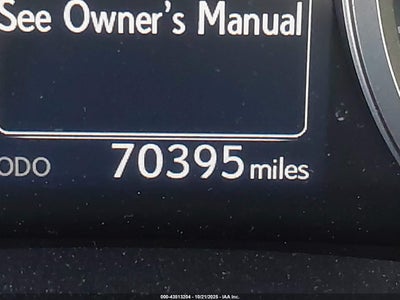 See Owner's Manual
ODO 70395 miles
000-43513204 - 10/21/2025 - IAA Inc.